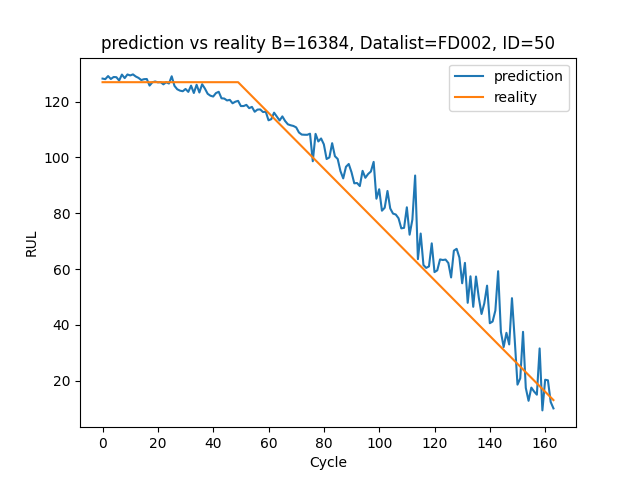 prediction vs reality B=16384, Datalist=FD002, ID=50
prediction
reality
RUL
120
100
80
60
40
20
0 20 40 60 80 100 120 140 160
Cycle